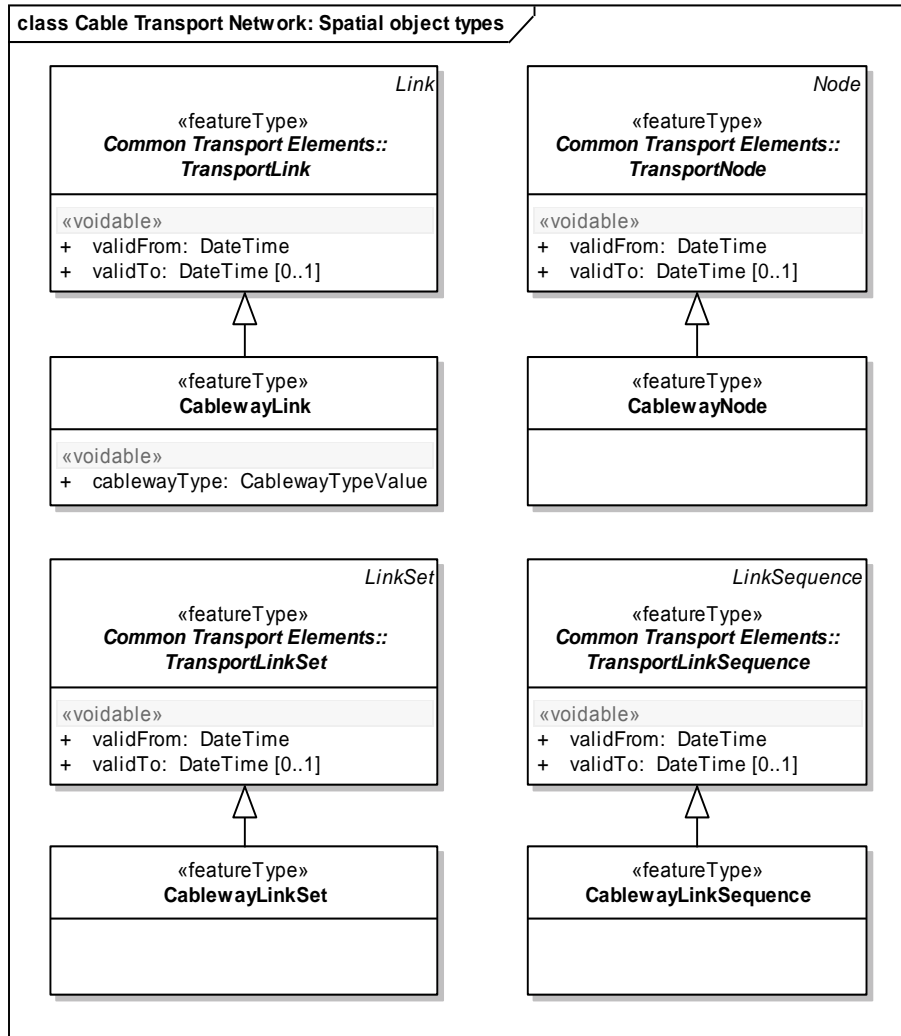 class Cable Transport Network: Spatial object types
Link
«featureType»
Common Transport Elements::
TransportLink
«voidable»
+ validFrom: DateTime
+ validTo: DateTime [0..1]
Node
«featureType»
Common Transport Elements::
TransportNode
«voidable»
+ validFrom: DateTime
+ validTo: DateTime [0..1]
«featureType»
CablewayLink
«voidable»
+ cablewayType: CablewayTypeValue
«featureType»
CablewayNode
LinkSet
«featureType»
Common Transport Elements::
TransportLinkSet
«voidable»
+ validFrom: DateTime
+ validTo: DateTime [0..1]
LinkSequence
«featureType»
Common Transport Elements::
TransportLinkSequence
«voidable»
+ validFrom: DateTime
+ validTo: DateTime [0..1]
«featureType»
CablewayLinkSet
«featureType»
CablewayLinkSequence